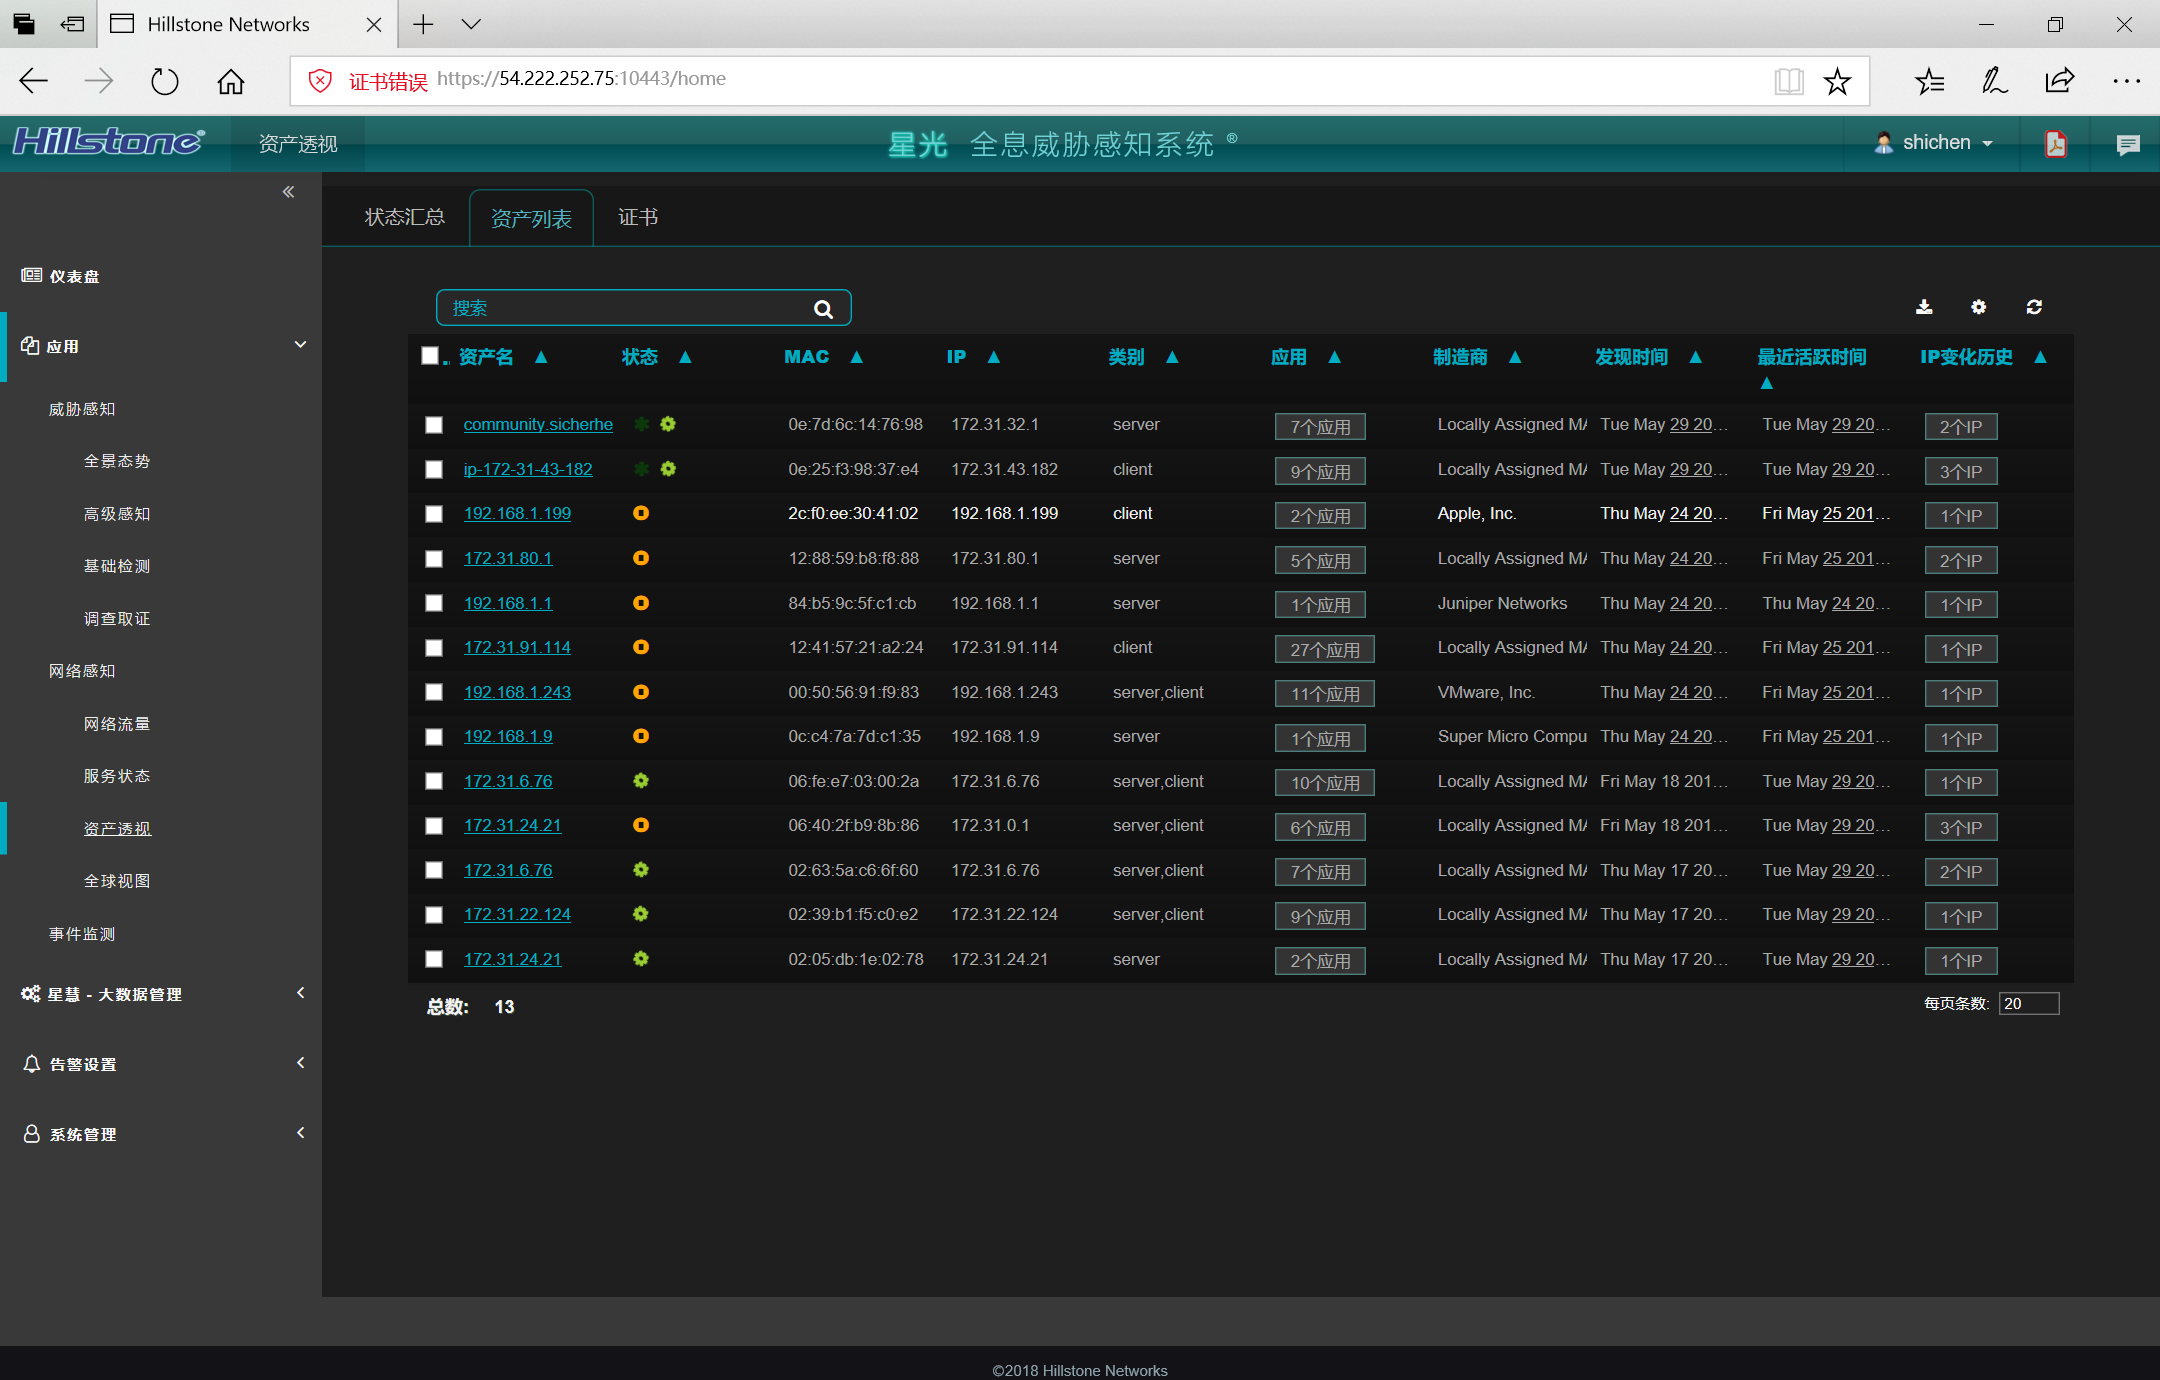 Hillstone Networks
证书错误 https://54.222.252.75:10443/home
Hillstone®
资产透视
星光 全息威胁感知系统 ®
shichen
仪表盘
应用
威胁感知
全景态势
高级感知
基础检测
调查取证
网络感知
网络流量
服务状态
资产透视
全球视图
事件监测
星慧 - 大数据管理
告警设置
系统管理
状态汇总 资产列表 证书
搜索
资产名 状态 MAC IP 类别 应用 制造商 发现时间 最近活跃时间 IP变化历史
community.sicherhe 0e:7d:6c:14:76:98 172.31.32.1 server 7个应用 Locally Assigned MA Tue May 29 20... Tue May 29 20... 2个IP
ip-172-31-43-182 0e:25:f3:98:37:e4 172.31.43.182 client 9个应用 Locally Assigned MA Tue May 29 20... Tue May 29 20... 3个IP
192.168.1.199 2c:f0:ee:30:41:02 192.168.1.199 client 2个应用 Apple, Inc. Thu May 24 20... Fri May 25 201... 1个IP
172.31.80.1 12:88:59:b8:f8:88 172.31.80.1 server 5个应用 Locally Assigned MA Thu May 24 20... Fri May 25 201... 2个IP
192.168.1.1 84:b5:9c:5f:c1:cb 192.168.1.1 server 1个应用 Juniper Networks Thu May 24 20... Thu May 24 20... 1个IP
172.31.91.114 12:41:57:21:a2:24 172.31.91.114 client 27个应用 Locally Assigned MA Thu May 24 20... Fri May 25 201... 1个IP
192.168.1.243 00:50:56:91:f9:83 192.168.1.243 server,client 11个应用 VMware, Inc. Thu May 24 20... Fri May 25 201... 1个IP
192.168.1.9 0c:c4:7a:7d:c1:35 192.168.1.9 server 1个应用 Super Micro Compu Thu May 24 20... Fri May 25 201... 1个IP
172.31.6.76 06:fe:e7:03:00:2a 172.31.6.76 server,client 10个应用 Locally Assigned MA Fri May 18 201... Tue May 29 20... 1个IP
172.31.24.21 06:40:2f:b9:8b:86 172.31.0.1 server,client 6个应用 Locally Assigned MA Fri May 18 201... Tue May 29 20... 3个IP
172.31.6.76 02:63:5a:c6:6f:60 172.31.6.76 server,client 7个应用 Locally Assigned MA Thu May 17 20... Tue May 29 20... 2个IP
172.31.22.124 02:39:b1:f5:c0:e2 172.31.22.124 server,client 9个应用 Locally Assigned MA Thu May 17 20... Tue May 29 20... 1个IP
172.31.24.21 02:05:db:1e:02:78 172.31.24.21 server 2个应用 Locally Assigned MA Thu May 17 20... Tue May 29 20... 1个IP
总数: 13
每页条数: 20
©2018 Hillstone Networks